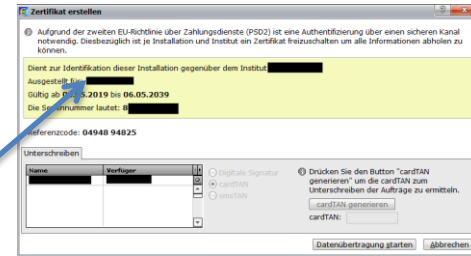 Zertifikat erstellen
Aufgrund der zweiten EU-Richtlinie über Zahlungsdienste (PSD2) ist eine Authentifizierung über einen sicheren Kanal
notwendig. Diesbezüglich ist je Installation und Institut ein Zertifikat freizuschalten um alle Informationen abholen zu
können.
Dient zur Identifikation dieser Installation gegenüber dem Institut
Ausgestellt für
Gültig ab 2019 bis 06.05.2039
Die Seriennummer lautet: 8
Referenzcode: 04948 94825
Unterschreiben
Name Verfüger
Digitale Signatur
cardTAN
smsTAN
Drücken Sie den Button "cardTAN
generieren" um die cardTAN zum
Unterschreiben der Aufträge zu ermitteln.
cardTAN generieren
cardTAN:
Datenübertragung starten Abbrechen